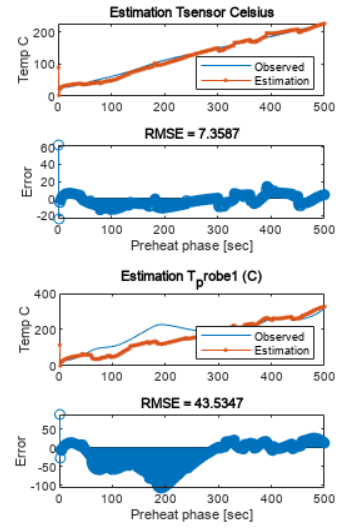 Estimation Tsensor Celsius
Temp C
200
100
0
Observed
Estimation
0 100 200 300 400 500
RMSE = 7.3587
Error
60
40
20
0
-20
0 100 200 300 400 500
Preheat phase [sec]
Estimation Tprobe1 (C)
Temp C
400
200
0
Observed
Estimation
0 100 200 300 400 500
RMSE = 43.5347
Error
50
0
-50
-100
0 100 200 300 400 500
Preheat phase [sec]